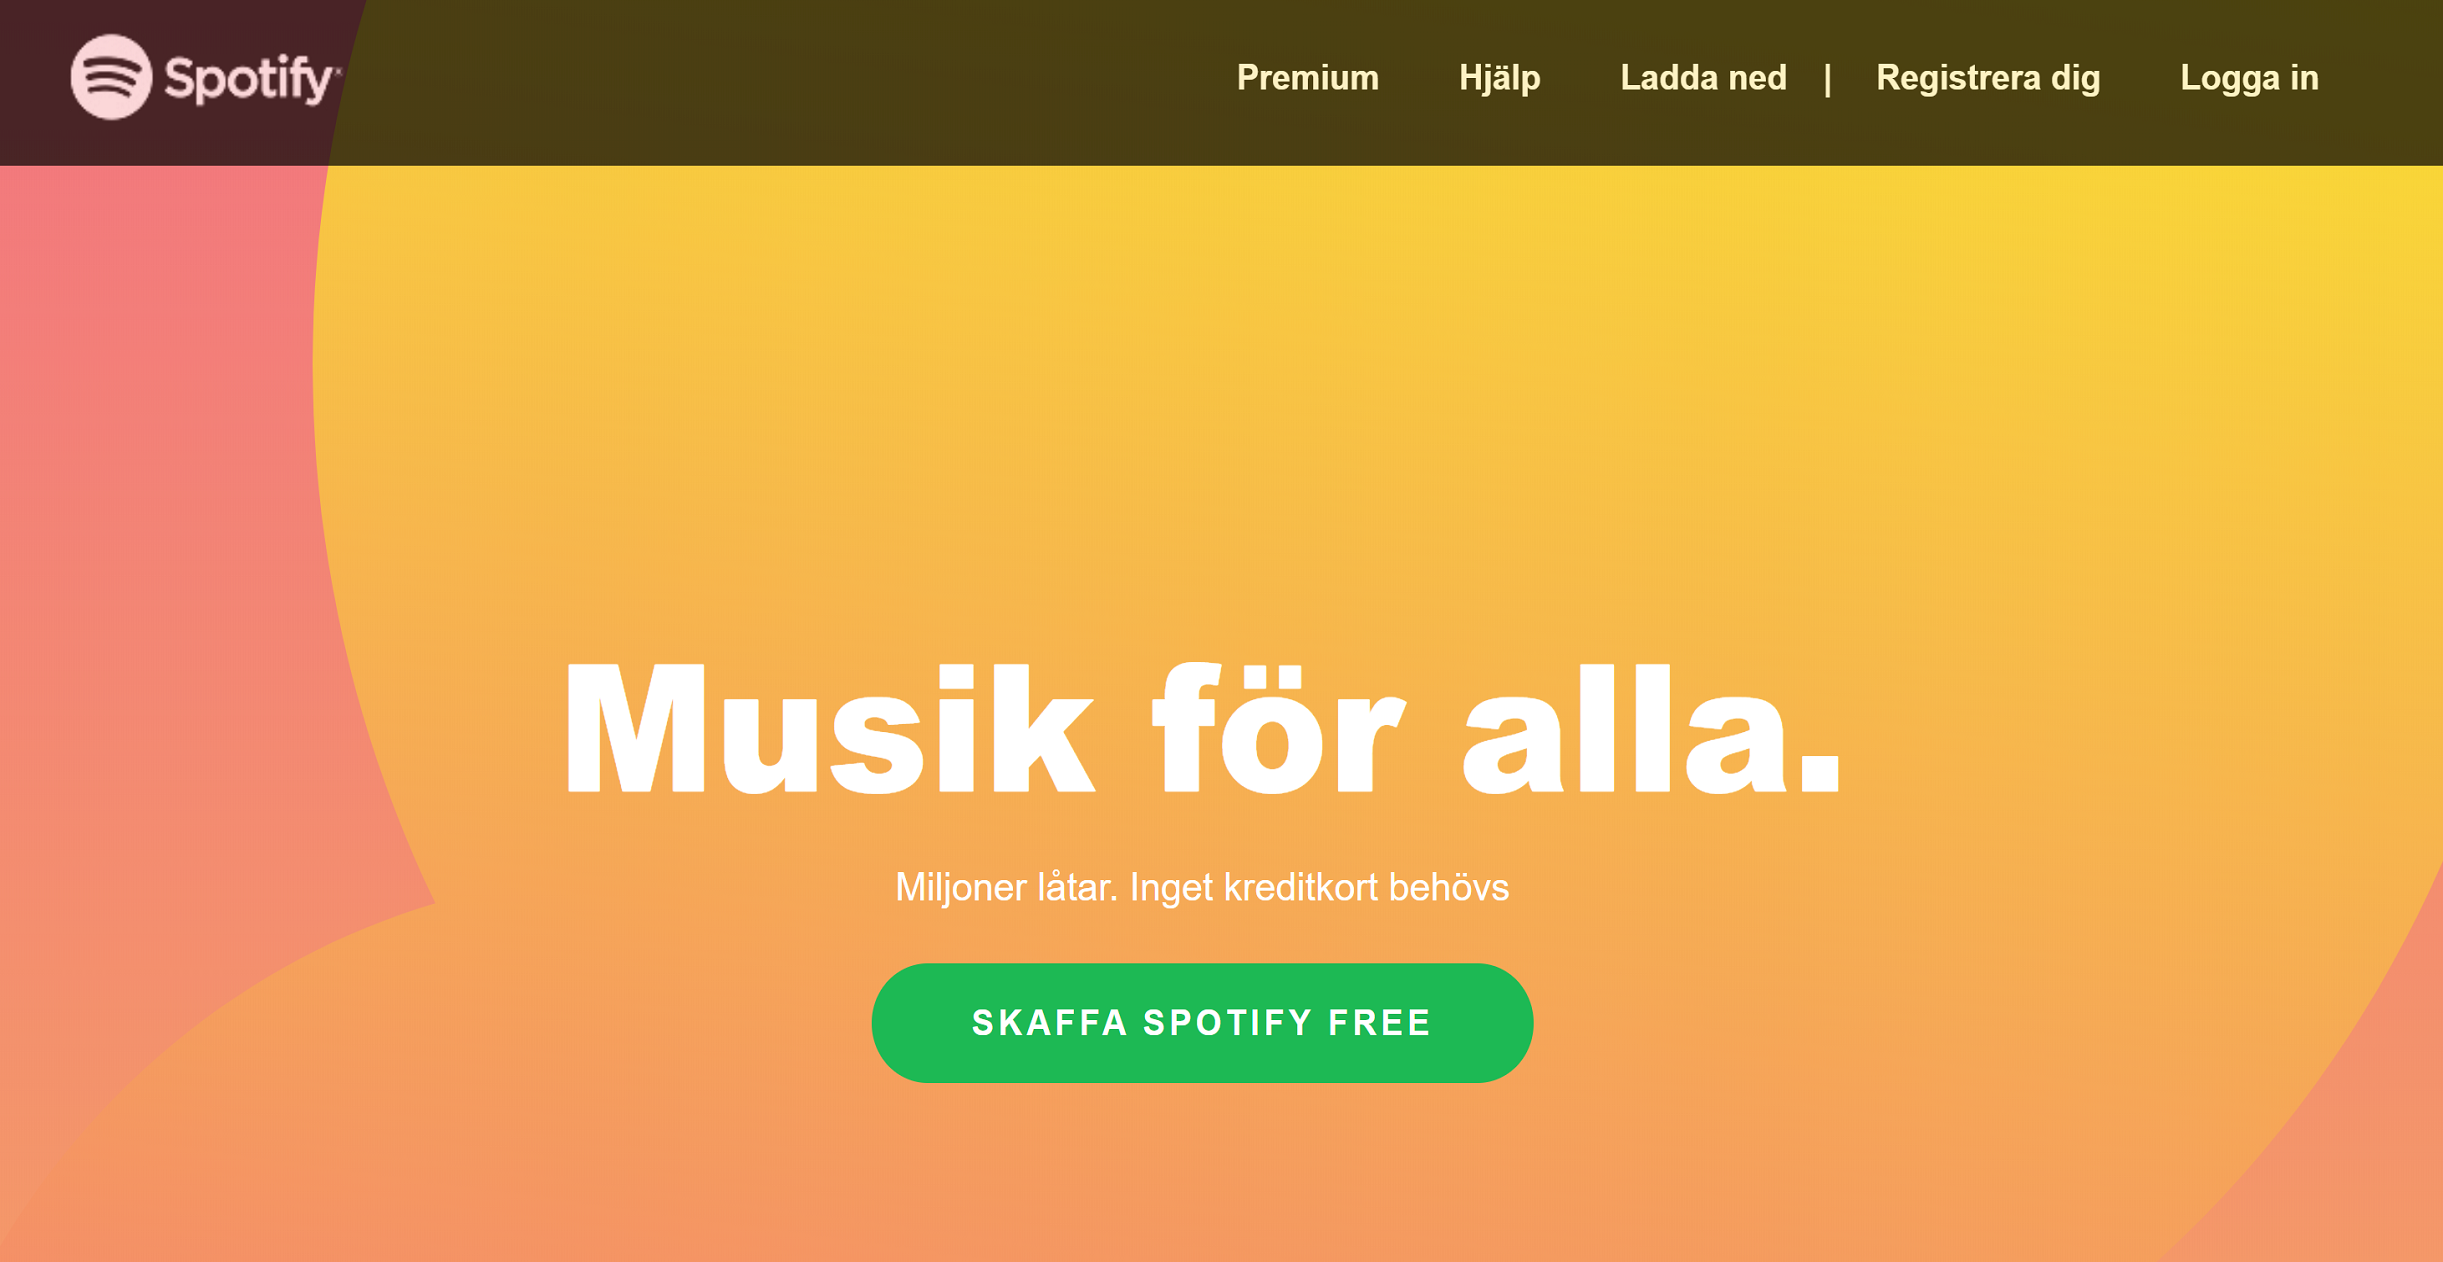 Spotify
Premium Hjälp Ladda ned | Registrera dig Logga in
Musik för alla.
Miljoner låtar. Inget kreditkort behövs
SKAFFA SPOTIFY FREE